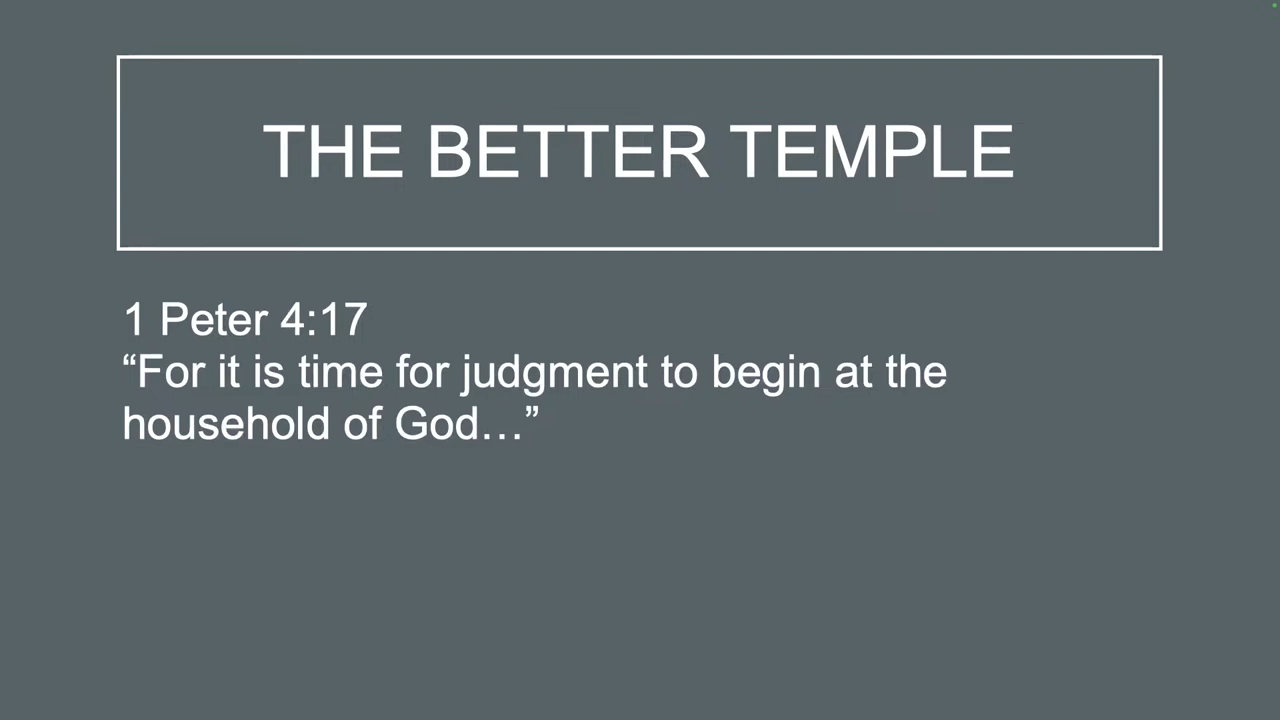 THE BETTER TEMPLE
1 Peter 4:17
“For it is time for judgment to begin at the
household of God…”